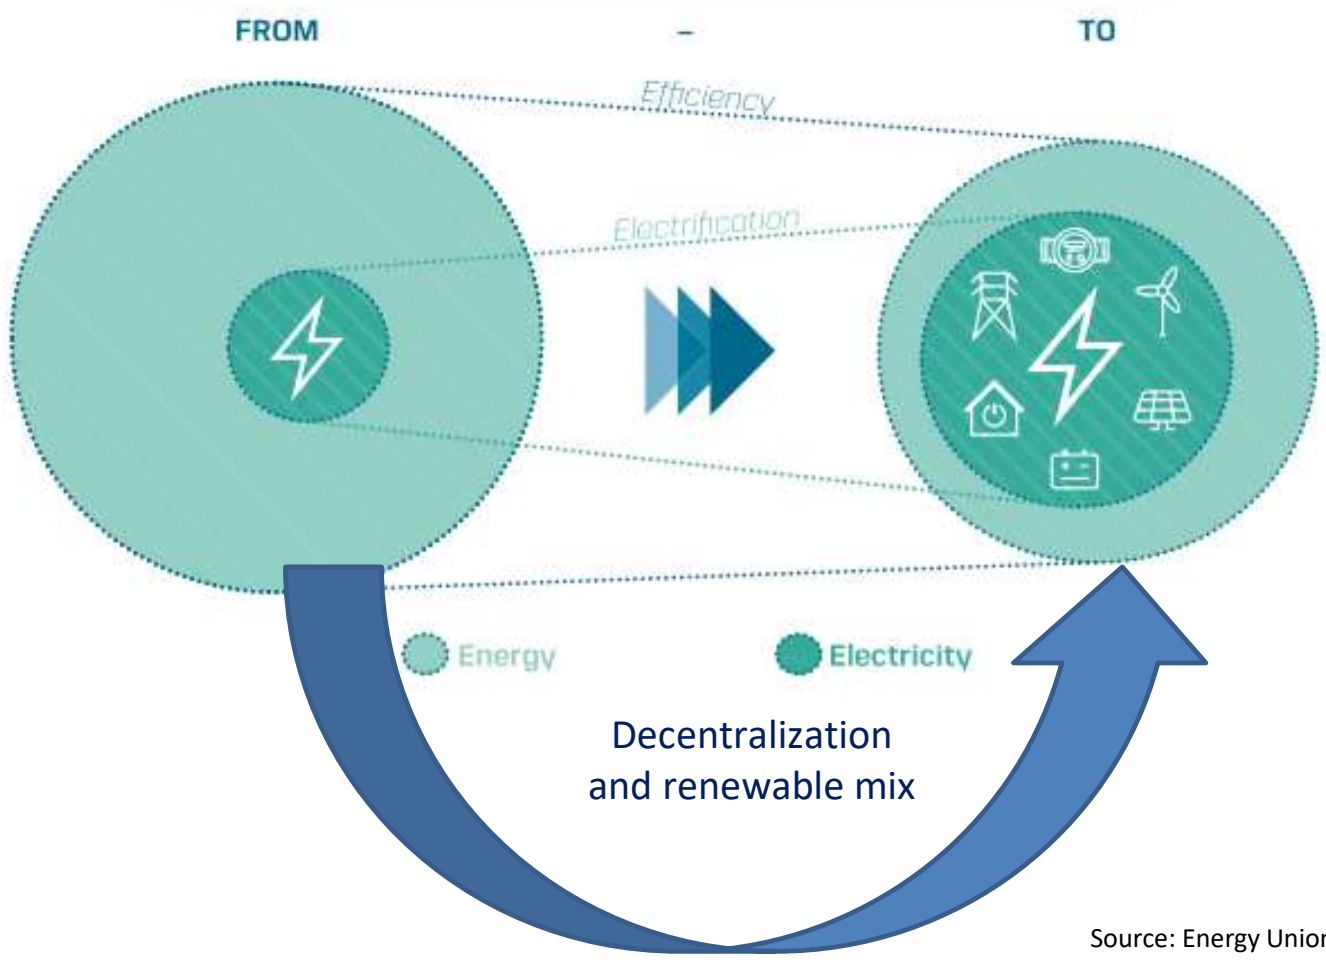 FROM
–
TO
Efficiency
Electrification
Energy
Electricity
Decentralization
and renewable mix
Source: Energy Union